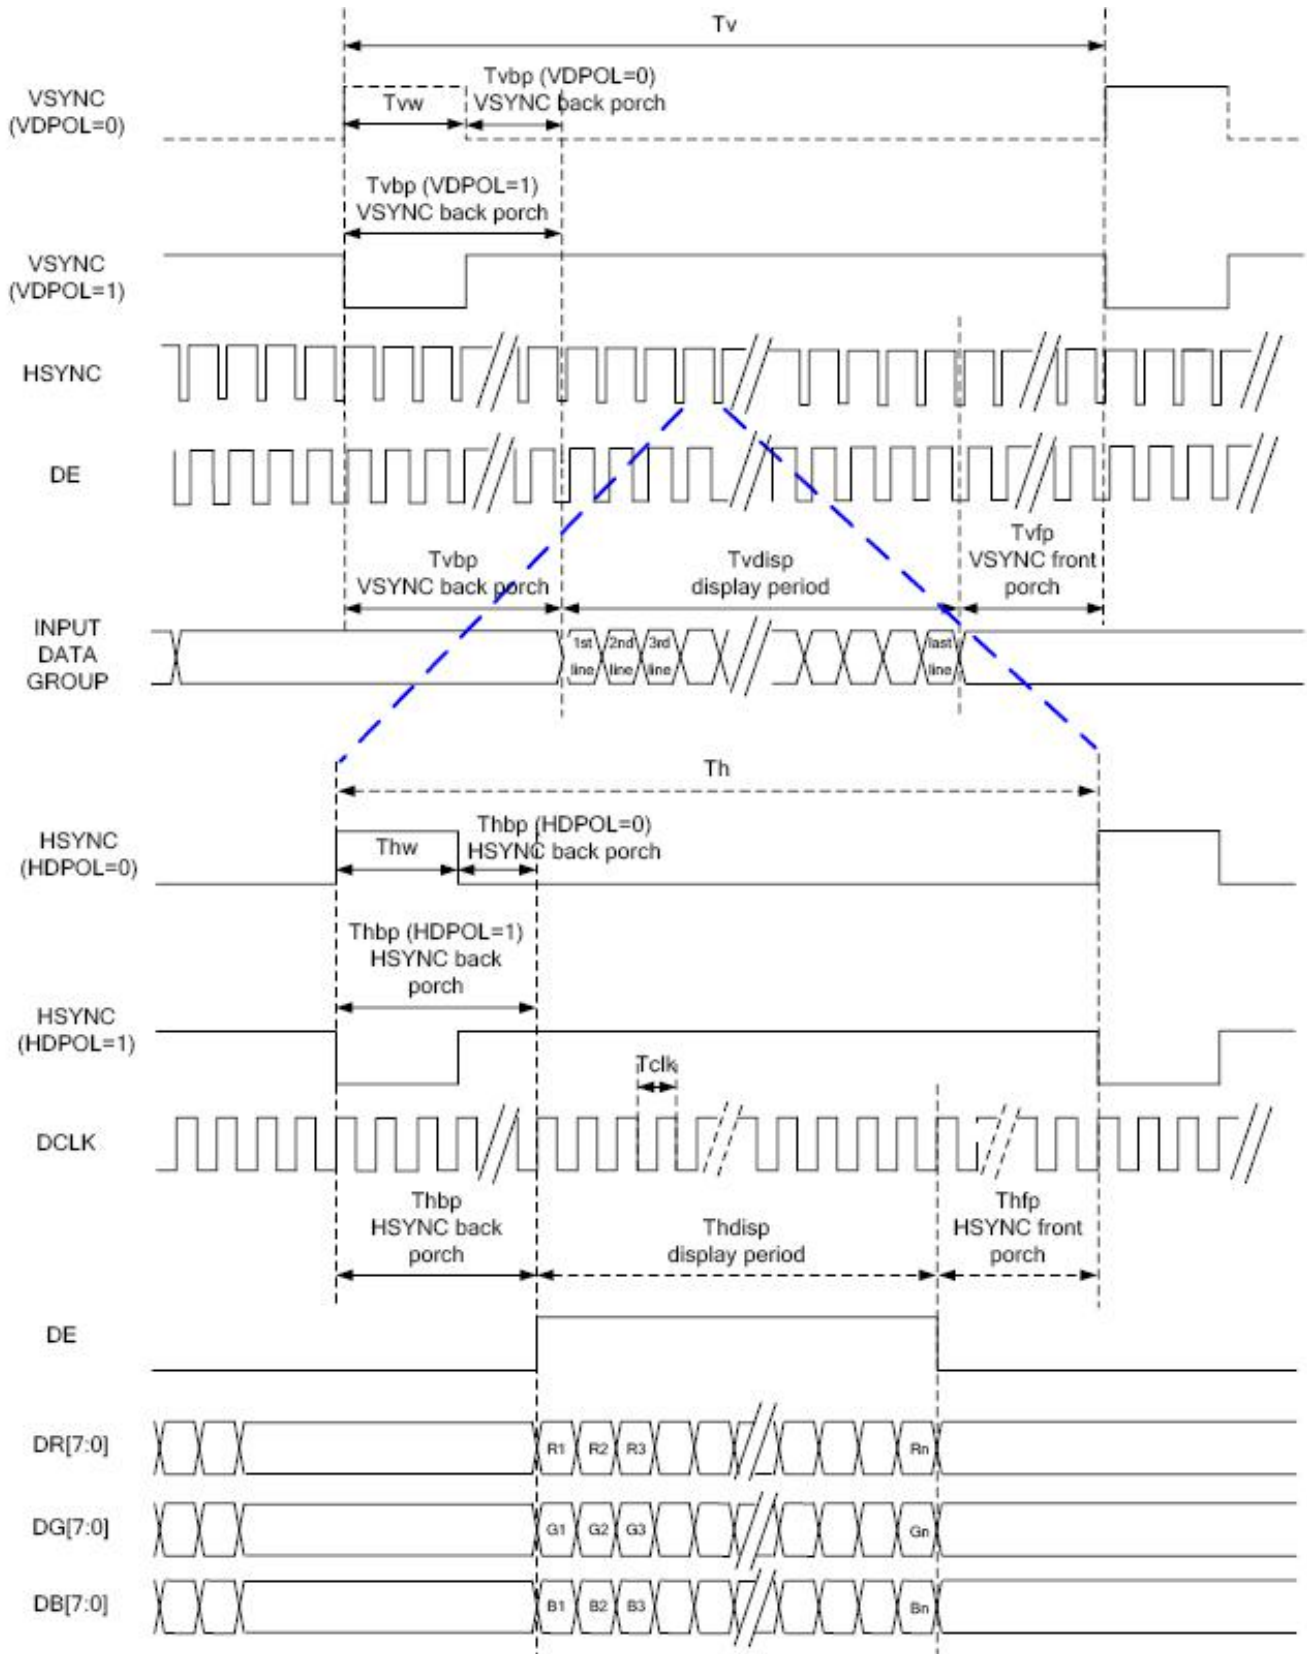 Tv
VSYNC
(VDPOL=0)
Tvw
Tvbp (VDPOL=0)
VSYNC back porch
Tvbp (VDPOL=1)
VSYNC back porch
VSYNC
(VDPOL=1)
HSYNC
DE
Tvbp
VSYNC back porch
Tvdisp
display period
Tvfp
VSYNC front
porch
INPUT
DATA
GROUP
1st
line
2nd
line
3rd
line
last
line
Th
HSYNC
(HDPOL=0)
Thw
Thbp (HDPOL=0)
HSYNC back porch
Thbp (HDPOL=1)
HSYNC back
porch
HSYNC
(HDPOL=1)
Tclk
DCLK
Thbp
HSYNC back
porch
Thdisp
display period
Thfp
HSYNC front
porch
DE
DR[7:0]
R1 R2 R3 Rn
DG[7:0]
G1 G2 G3 Gn
DB[7:0]
B1 B2 B3 Bn